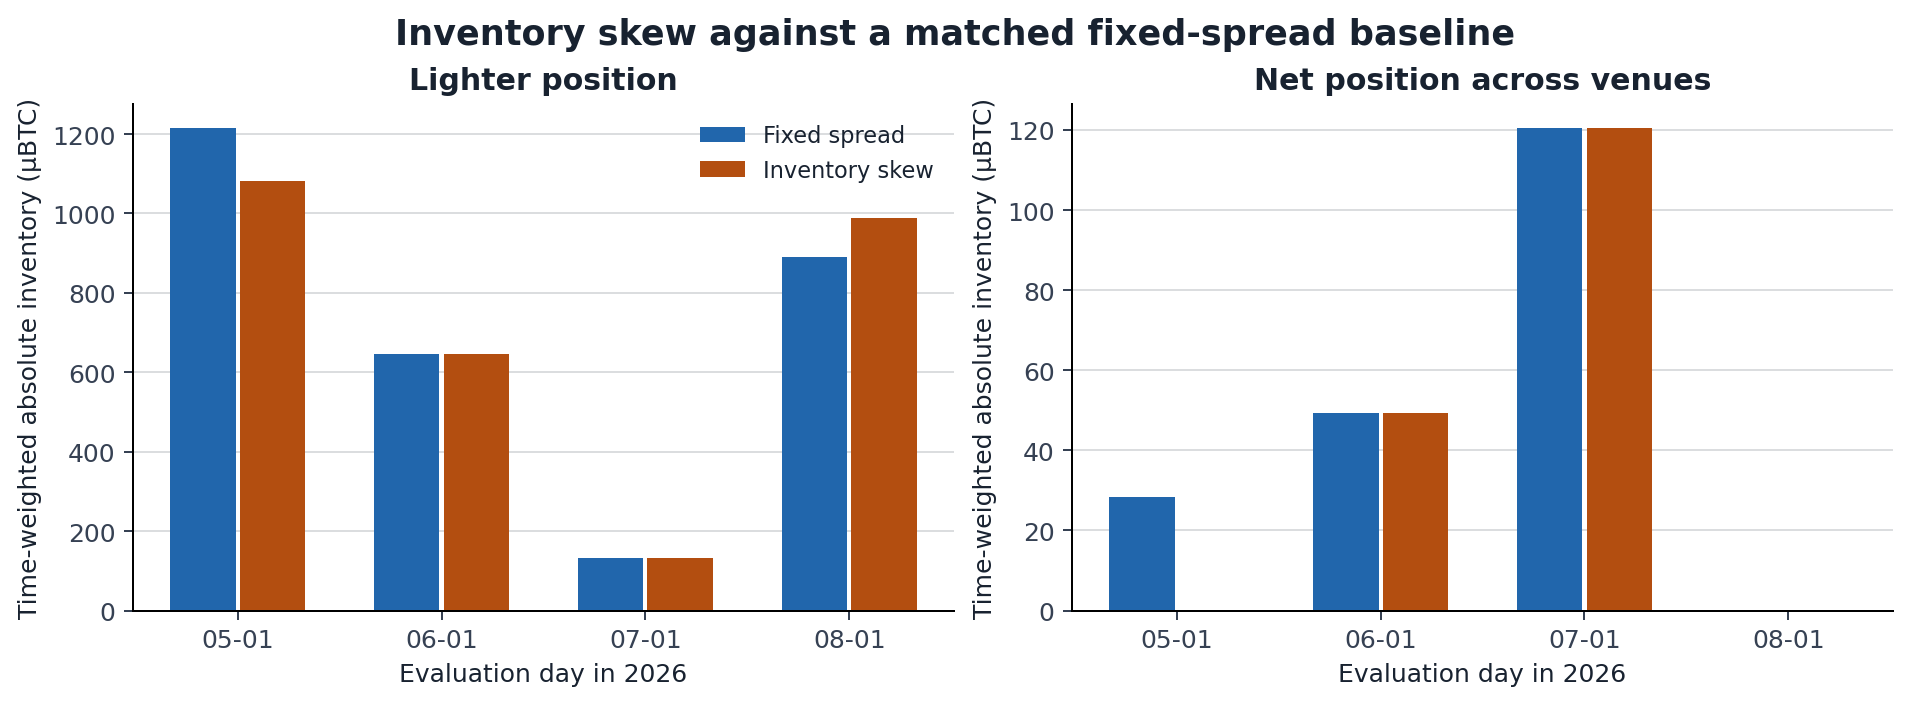 Inventory skew against a matched fixed-spread baseline
Lighter position
Time-weighted absolute inventory (µBTC)
1200
1000
800
600
400
200
0
Fixed spread
Inventory skew
05-01 06-01 07-01 08-01
Evaluation day in 2026
Net position across venues
Time-weighted absolute inventory (µBTC)
120
100
80
60
40
20
0
05-01 06-01 07-01 08-01
Evaluation day in 2026